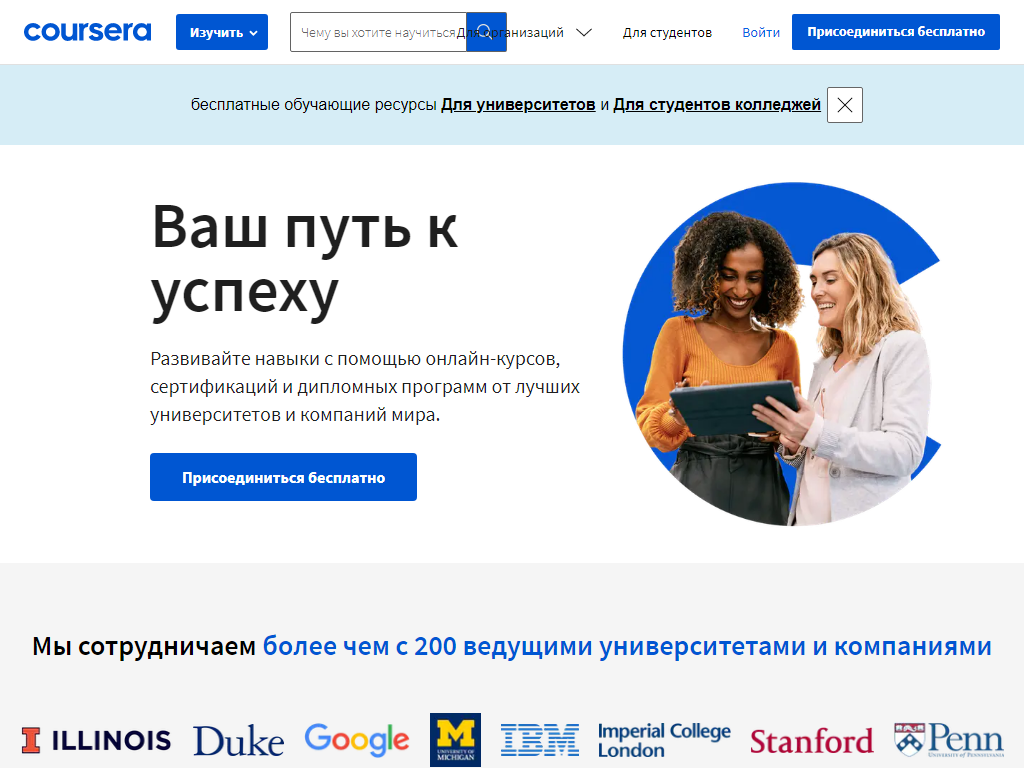 coursera
Изучить
Чему вы хотите научиться
Для организаций
Для студентов
Войти
Присоединиться бесплатно
бесплатные обучающие ресурсы Для университетов и Для студентов колледжей
Ваш путь к
успеху
Развивайте навыки с помощью онлайн-курсов,
сертификаций и дипломных программ от лучших
университетов и компаний мира.
Присоединиться бесплатно
Мы сотрудничаем более чем с 200 ведущими университетами и компаниями
I ILLINOIS
Duke
Google
M
UNIVERSITY OF
MICHIGAN
IBM
Imperial College
London
Stanford
Penn
UNIVERSITY OF PENNSYLVANIA